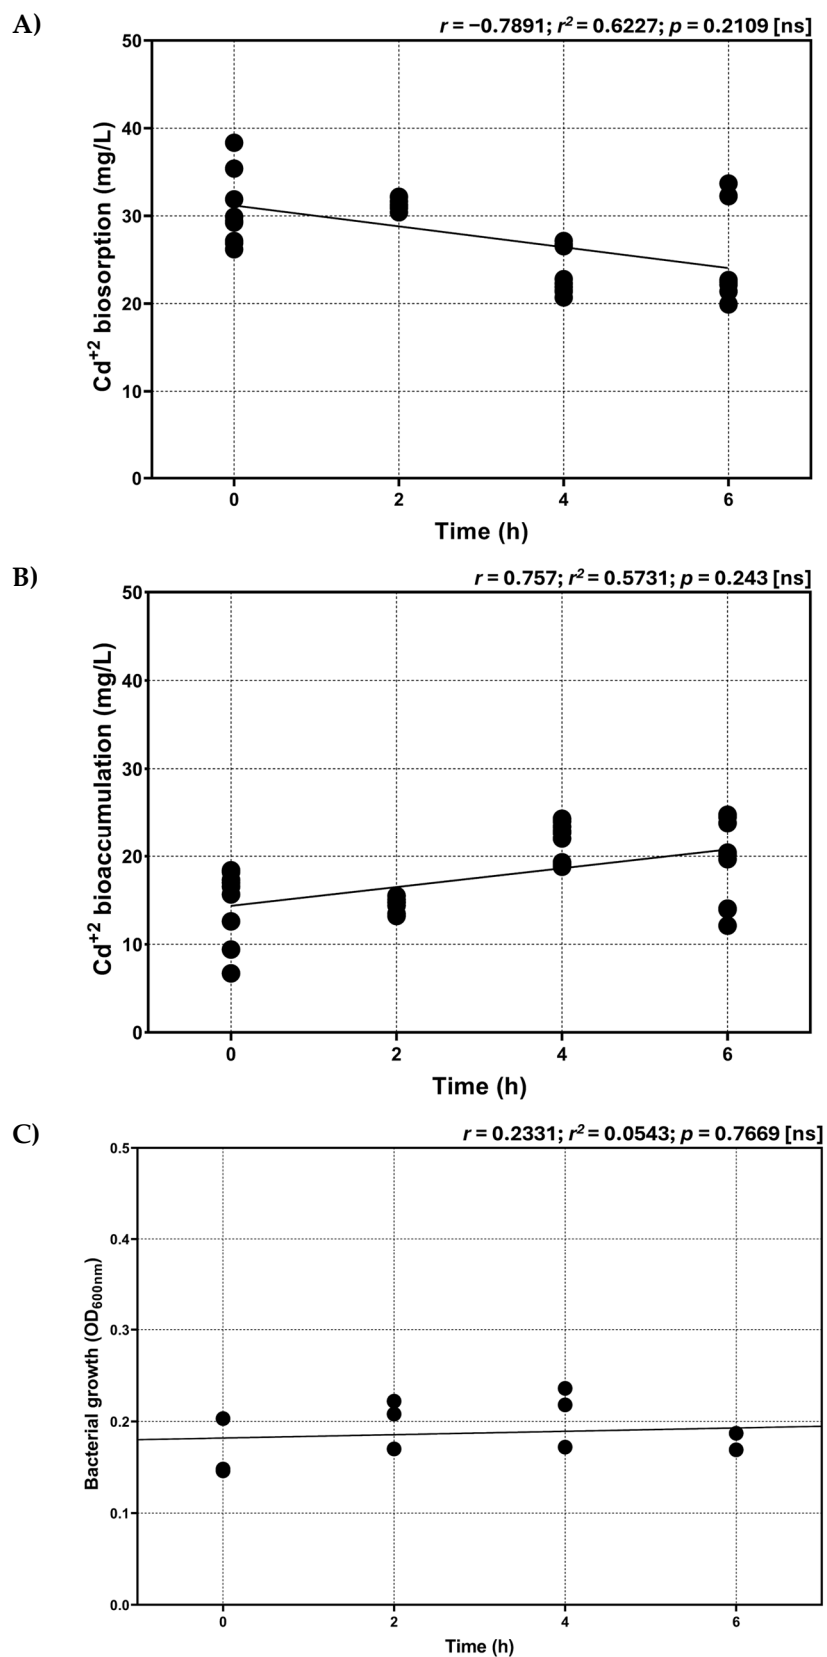 A)
r = −0.7891; r² = 0.6227; p = 0.2109 [ns]
50
40
30
20
10
0
Cd⁺² biosorption (mg/L)
0 2 4 6
Time (h)
B)
r = 0.757; r² = 0.5731; p = 0.243 [ns]
50
40
30
20
10
0
Cd⁺² bioaccumulation (mg/L)
0 2 4 6
Time (h)
C)
r = 0.2331; r² = 0.0543; p = 0.7669 [ns]
0.5
0.4
0.3
0.2
0.1
0.0
Bacterial growth (OD₆₀₀ₙₘ)
0 2 4 6
Time (h)